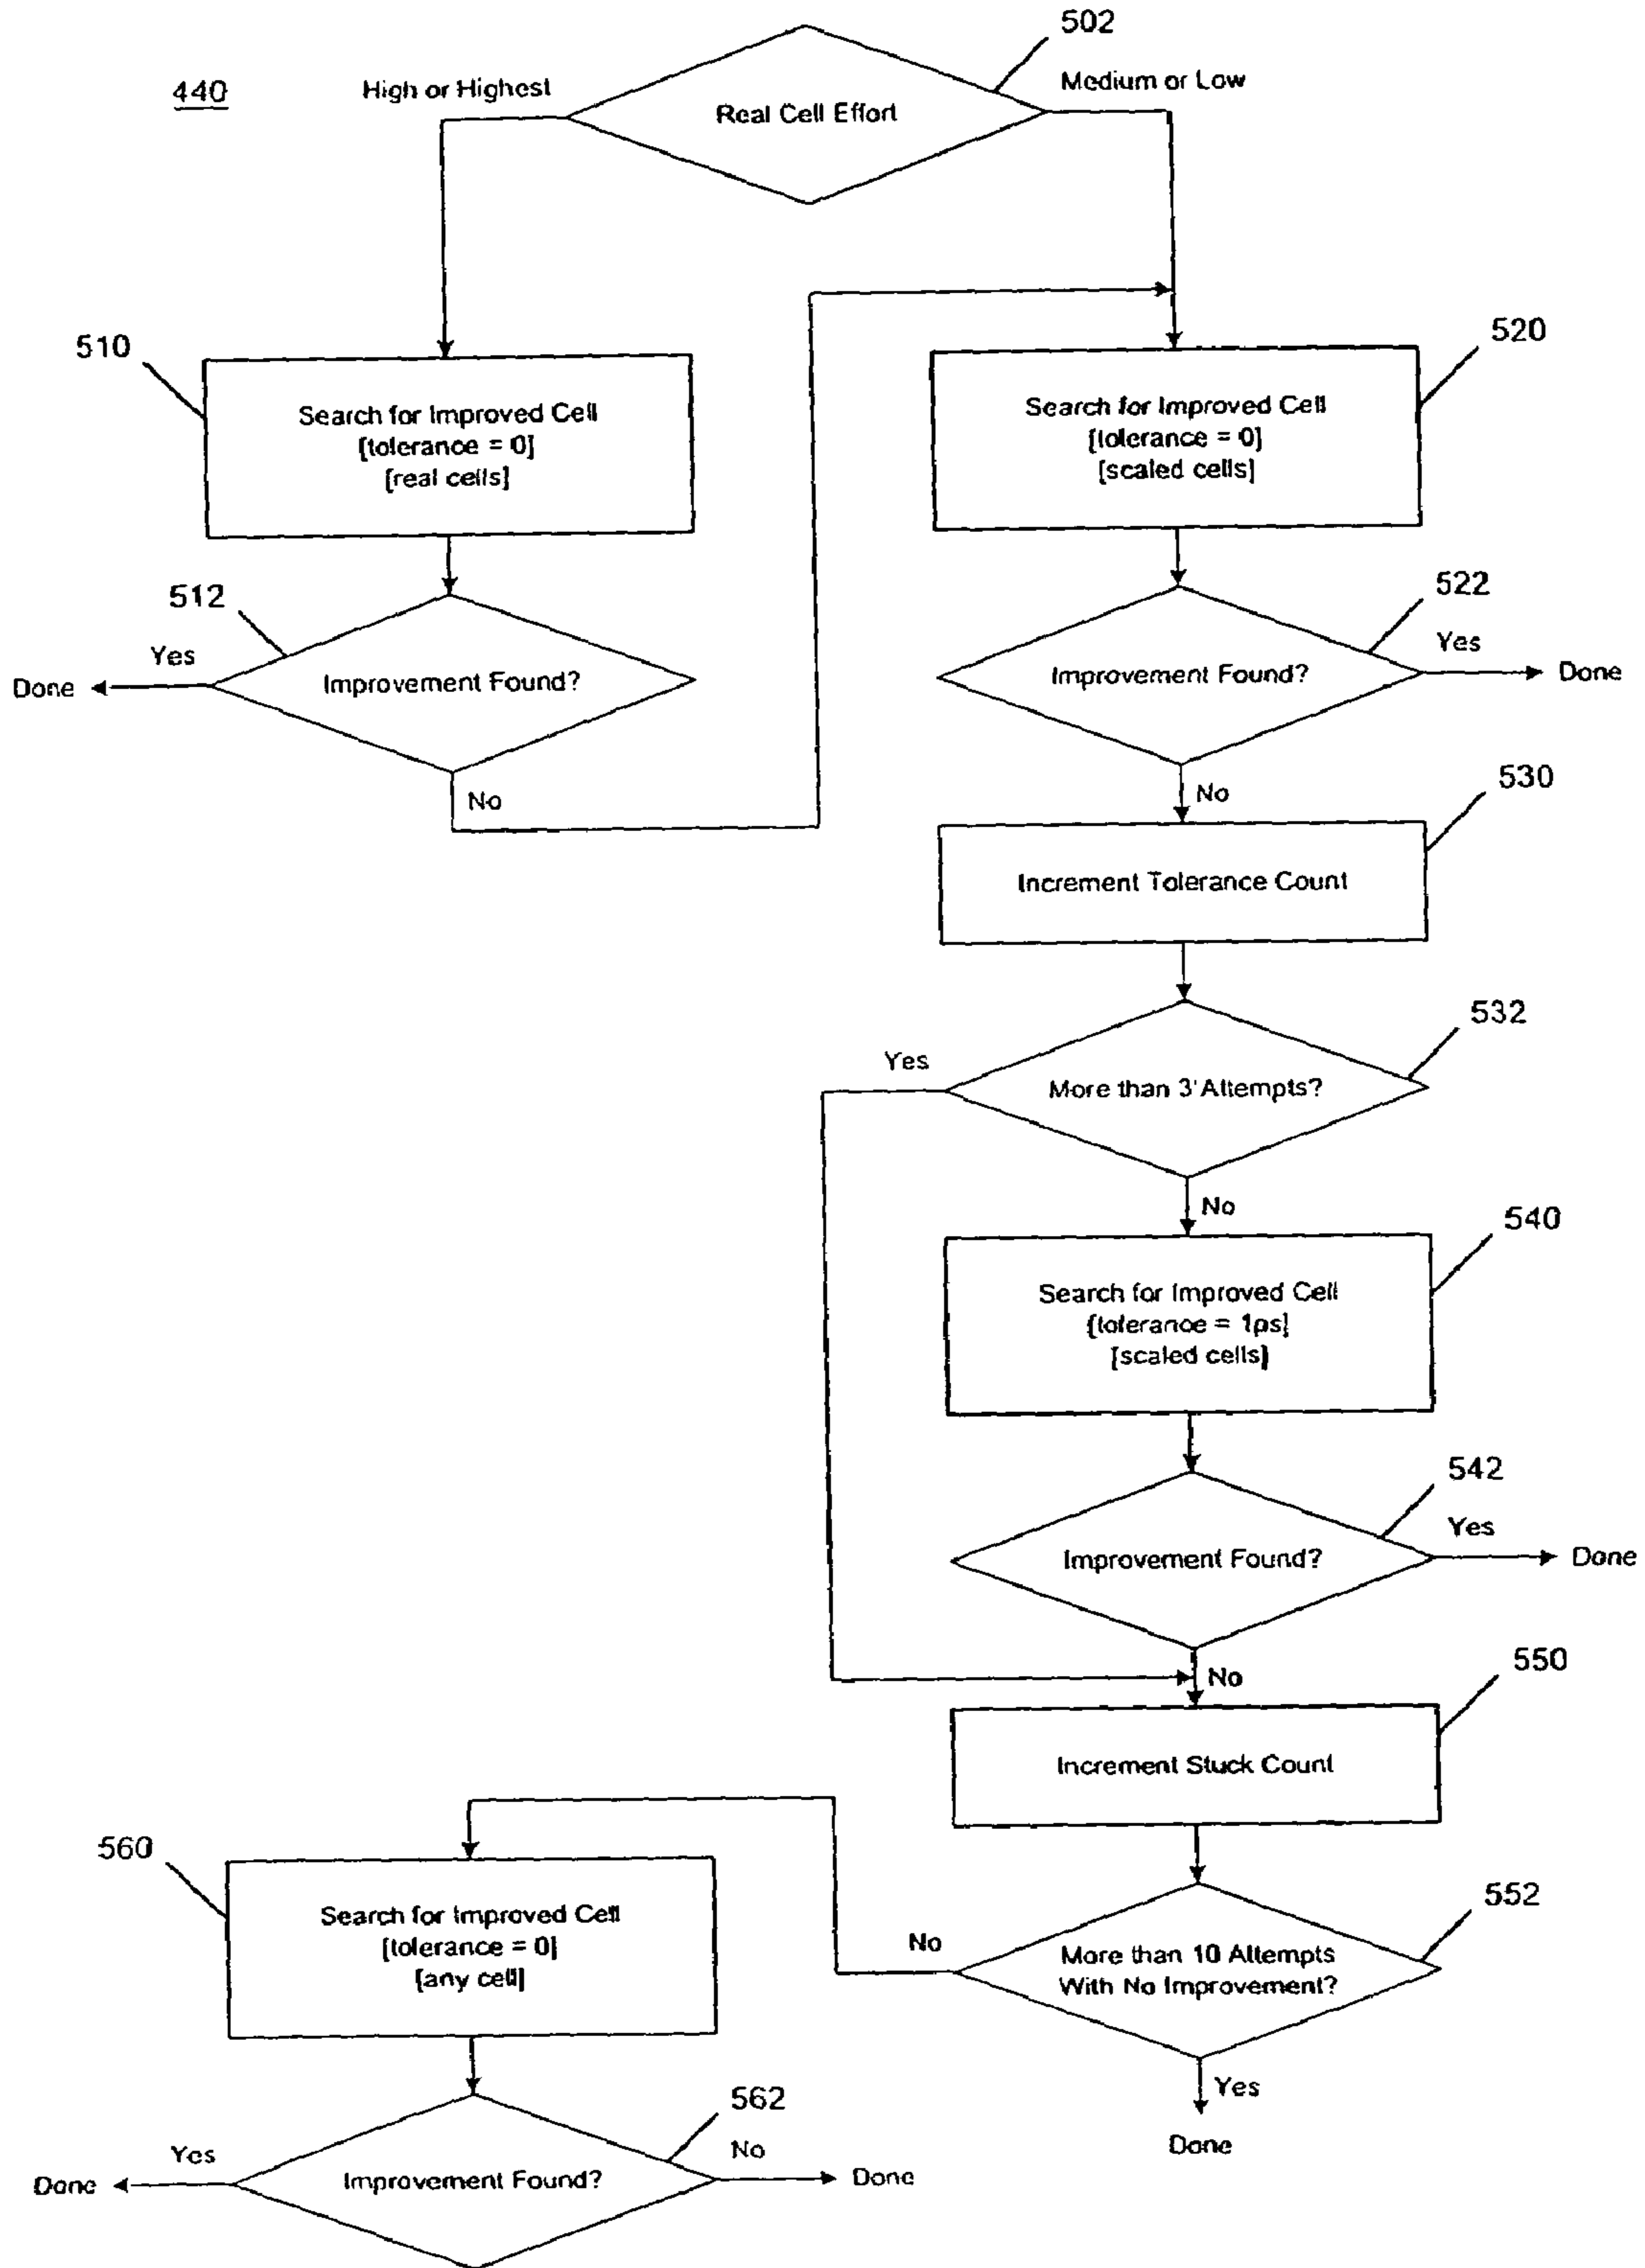 502
440
High or Highest
Medium or Low
Real Cell Effort
510
Search for Improved Cell
[tolerance = 0]
[real cells]
520
Search for Improved Cell
[tolerance = 0]
[scaled cells]
512
Yes
Improvement Found?
Done
No
522
Yes
Improvement Found?
Done
No
530
Increment Tolerance Count
532
Yes
More than 3 Attempts?
No
540
Search for Improved Cell
[tolerance = 1ps]
[scaled cells]
542
Yes
Improvement Found?
Done
No
550
Increment Stuck Count
560
Search for Improved Cell
[tolerance = 0]
[any cell]
552
No
More than 10 Attempts
With No Improvement?
Yes
Done
562
Yes
No
Improvement Found?
Done
Done